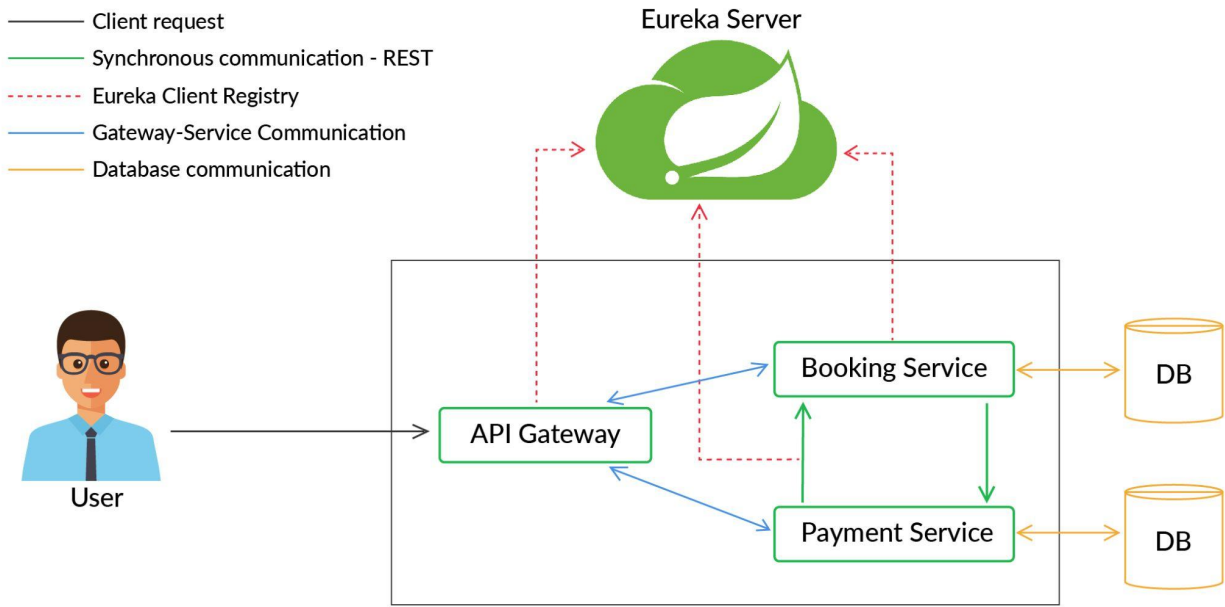 Client request
Synchronous communication - REST
Eureka Client Registry
Gateway-Service Communication
Database communication
Eureka Server
User
API Gateway
Booking Service
Payment Service
DB
DB